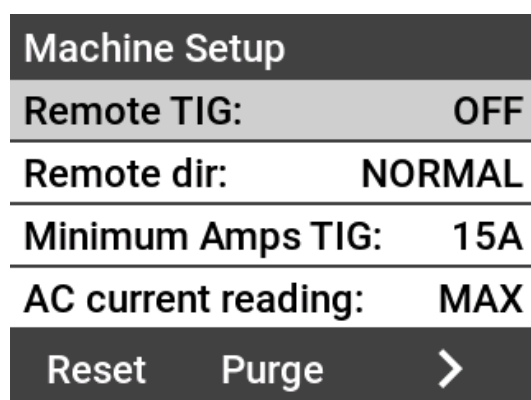 Machine Setup
Remote TIG: OFF
Remote dir: NORMAL
Minimum Amps TIG: 15A
AC current reading: MAX
Reset Purge >